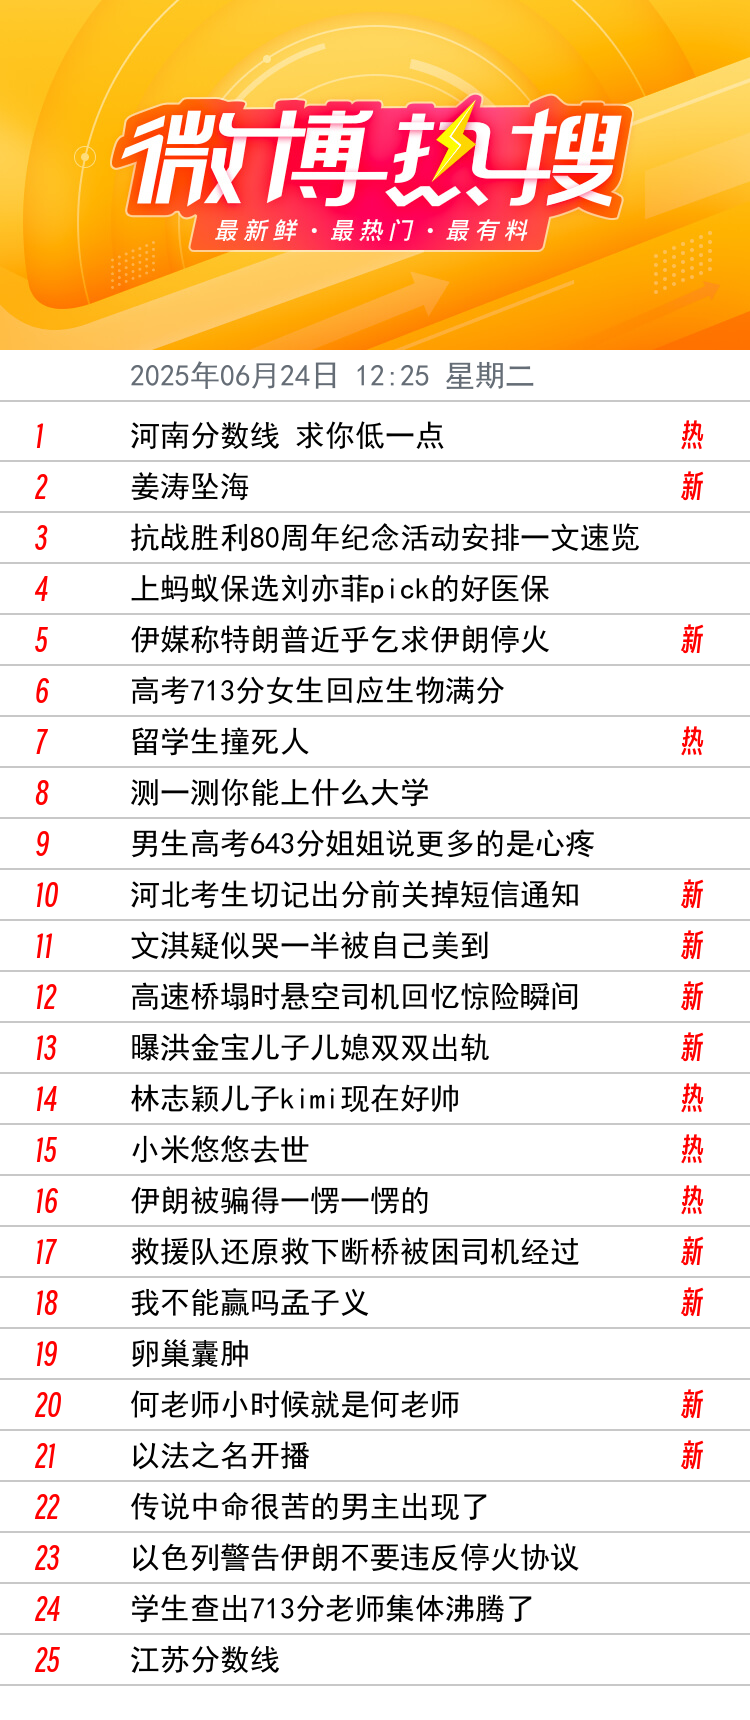 微博热搜
最新鲜·最热门·最有料
2025年06月24日 12:25 星期二
1 河南分数线 求你低一点 热
2 姜涛坠海 新
3 抗战胜利80周年纪念活动安排一文速览
4 上蚂蚁保选刘亦菲pick的好医保
5 伊媒称特朗普近乎乞求伊朗停火 新
6 高考713分女生回应生物满分
7 留学生撞死人 热
8 测一测你能上什么大学
9 男生高考643分姐姐说更多的是心疼
10 河北考生切记出分前关掉短信通知 新
11 文淇疑似哭一半被自己美到 新
12 高速桥塌时悬空司机回忆惊险瞬间 新
13 曝洪金宝儿子儿媳双双出轨 新
14 林志颖儿子kimi现在好帅 热
15 小米悠悠去世 热
16 伊朗被骗得一愣一愣的 热
17 救援队还原救下断桥被困司机经过 新
18 我不能赢吗孟子义 新
19 卵巢囊肿
20 何老师小时候就是何老师 新
21 以法之名开播 新
22 传说中命很苦的男主出现了
23 以色列警告伊朗不要违反停火协议
24 学生查出713分老师集体沸腾了
25 江苏分数线